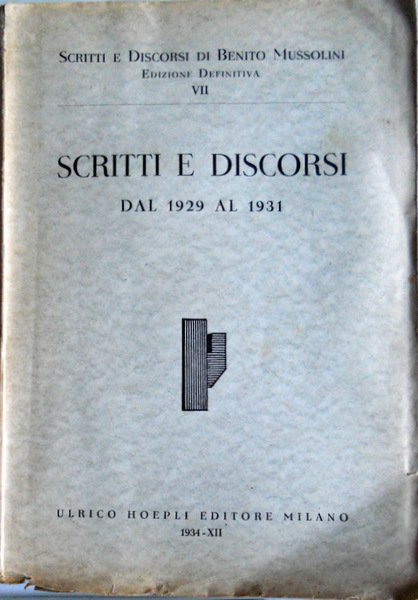 SCRITTI E DISCORSI DI BENITO MUSSOLINI
EDIZIONE DEFINITIVA
VII
SCRITTI E DISCORSI
DAL 1929 AL 1931
ULRICO HOEPLI EDITORE MILANO
1934-XII